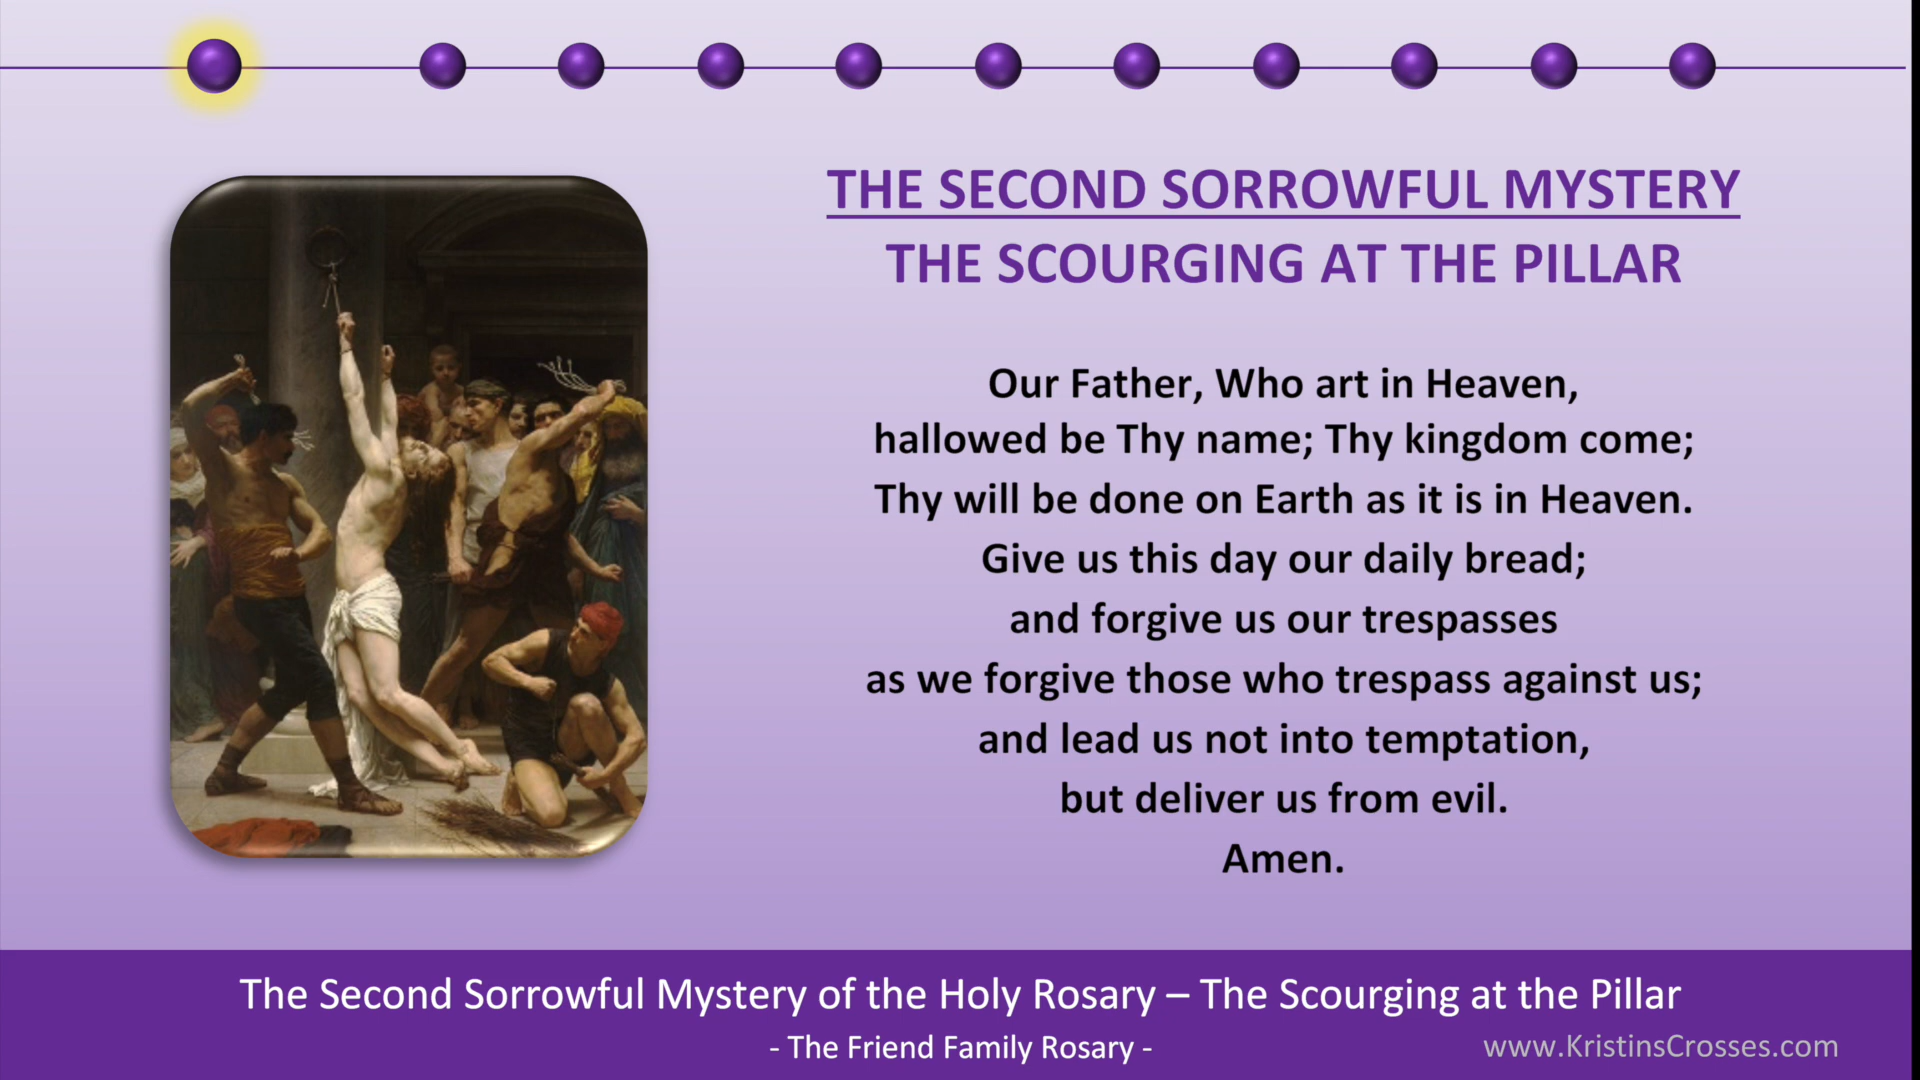 THE SECOND SORROWFUL MYSTERY
THE SCOURGING AT THE PILLAR
Our Father, Who art in Heaven,
hallowed be Thy name; Thy kingdom come;
Thy will be done on Earth as it is in Heaven.
Give us this day our daily bread;
and forgive us our trespasses
as we forgive those who trespass against us;
and lead us not into temptation,
but deliver us from evil.
Amen.
The Second Sorrowful Mystery of the Holy Rosary – The Scourging at the Pillar
- The Friend Family Rosary -
www.KristinsCrosses.com